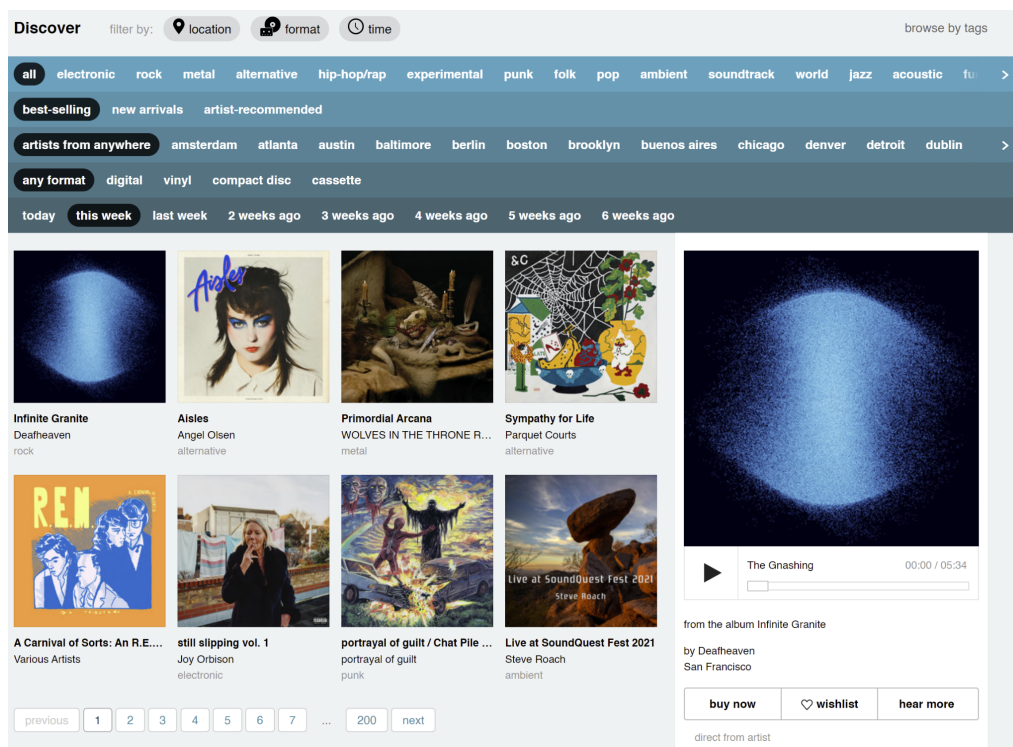 Discover filter by: location format time browse by tags
all electronic rock metal alternative hip-hop/rap experimental punk folk pop ambient soundtrack world jazz acoustic
best-selling new arrivals artist-recommended
artists from anywhere amsterdam atlanta austin baltimore berlin boston brooklyn buenos aires chicago denver detroit dublin
any format digital vinyl compact disc cassette
today this week last week 2 weeks ago 3 weeks ago 4 weeks ago 5 weeks ago 6 weeks ago
Aisles
&C
Infinite Granite
Deafheaven
rock
Aisles
Angel Olsen
alternative
Primordial Arcana
WOLVES IN THE THRONE R...
metal
Sympathy for Life
Parquet Courts
alternative
R.E.M.
Live at SoundQuest Fest 2021
Steve Roach
A Carnival of Sorts: An R.E....
Various Artists
still slipping vol. 1
Joy Orbison
electronic
portrayal of guilt / Chat Pile ...
portrayal of guilt
punk
Live at SoundQuest Fest 2021
Steve Roach
ambient
previous 1 2 3 4 5 6 7 ... 200 next
The Gnashing 00:00 / 05:34
from the album Infinite Granite
by Deafheaven
San Francisco
buy now wishlist hear more
direct from artist